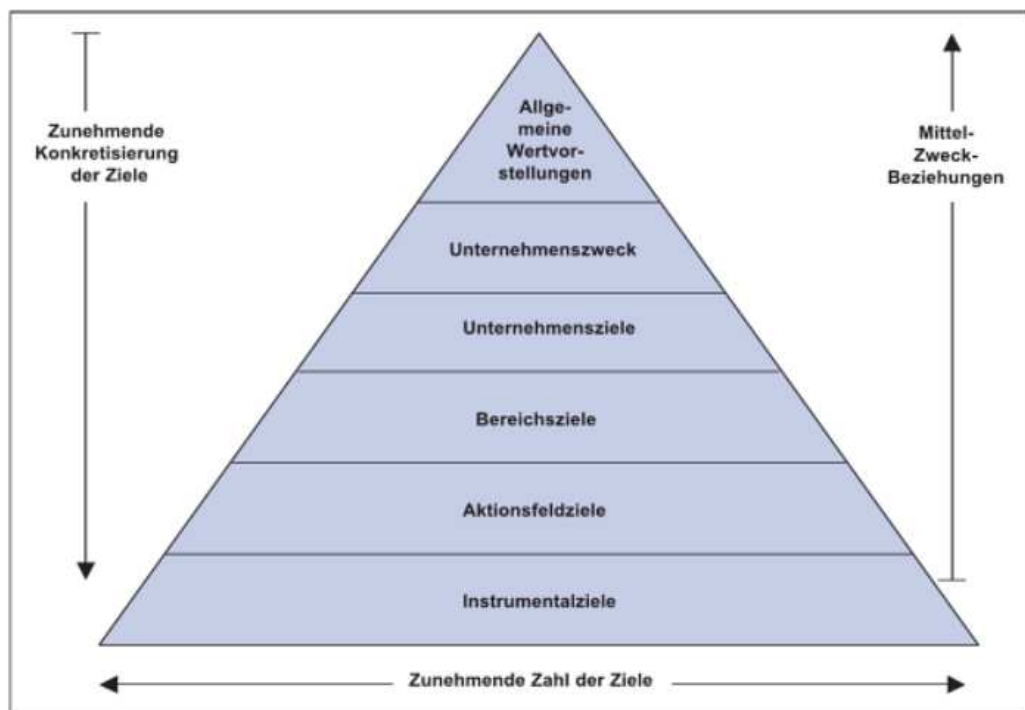 Allge-
meine
Wertvor-
stellungen
Zunehmende
Konkretisierung
der Ziele
Mittel-
Zweck-
Beziehungen
Unternehmenszweck
Unternehmensziele
Bereichsziele
Aktionsfeldziele
Instrumentalziele
Zunehmende Zahl der Ziele